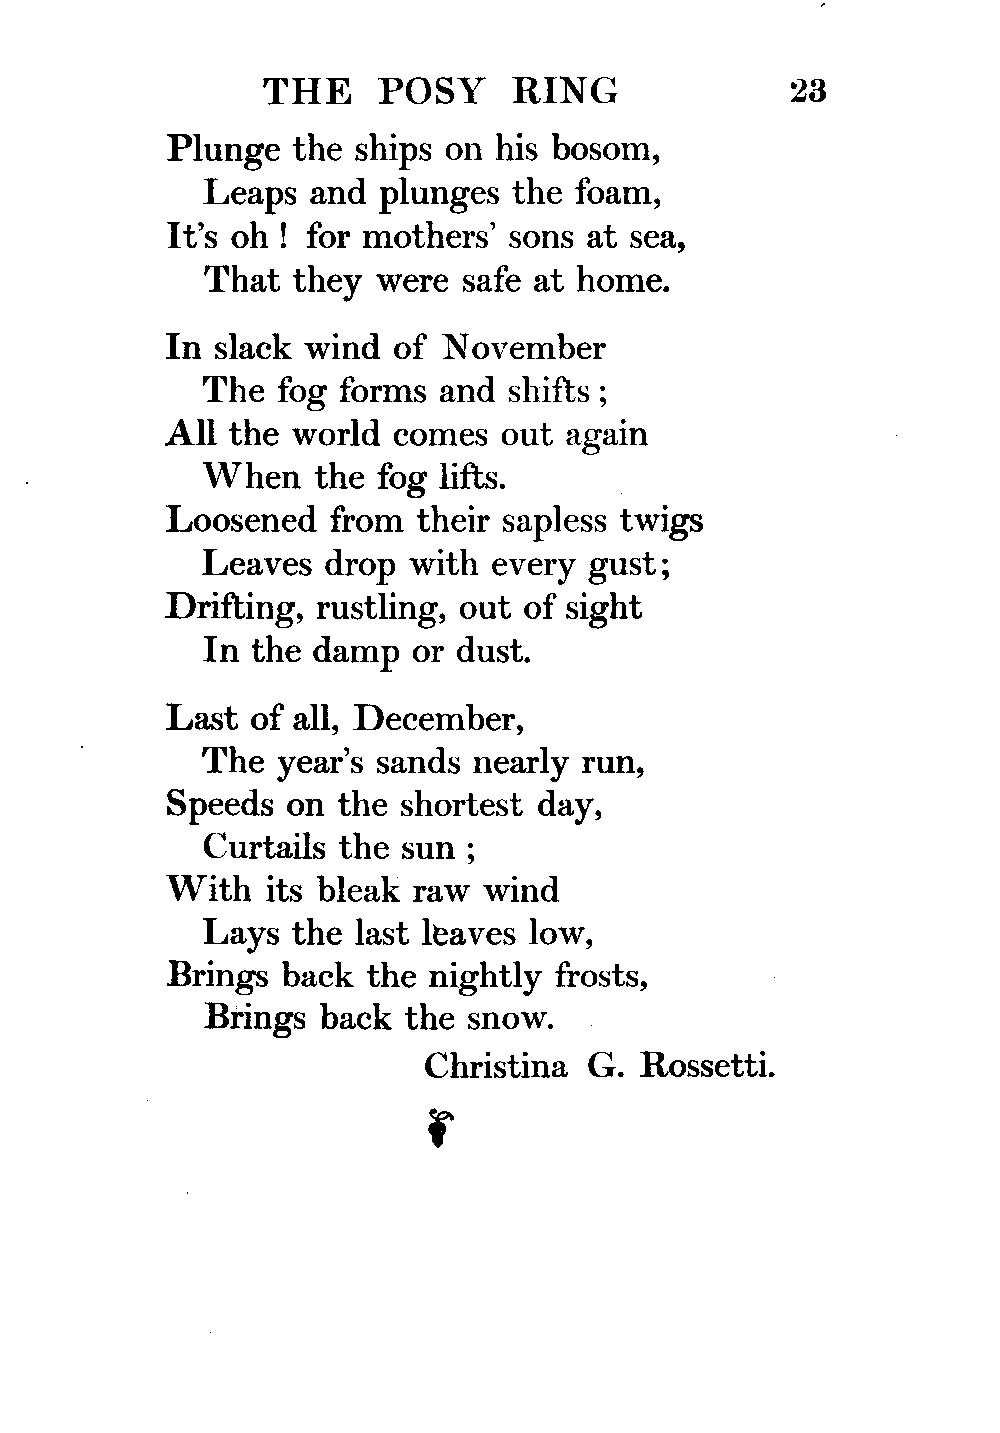 THE POSY RING 23
Plunge the ships on his bosom,
Leaps and plunges the foam,
It's oh ! for mothers' sons at sea,
That they were safe at home.
In slack wind of November
The fog forms and shifts ;
All the world comes out again
When the fog lifts.
Loosened from their sapless twigs
Leaves drop with every gust;
Drifting, rustling, out of sight
In the damp or dust.
Last of all, December,
The year's sands nearly run,
Speeds on the shortest day,
Curtails the sun ;
With its bleak raw wind
Lays the last leaves low,
Brings back the nightly frosts,
Brings back the snow.
Christina G. Rossetti.